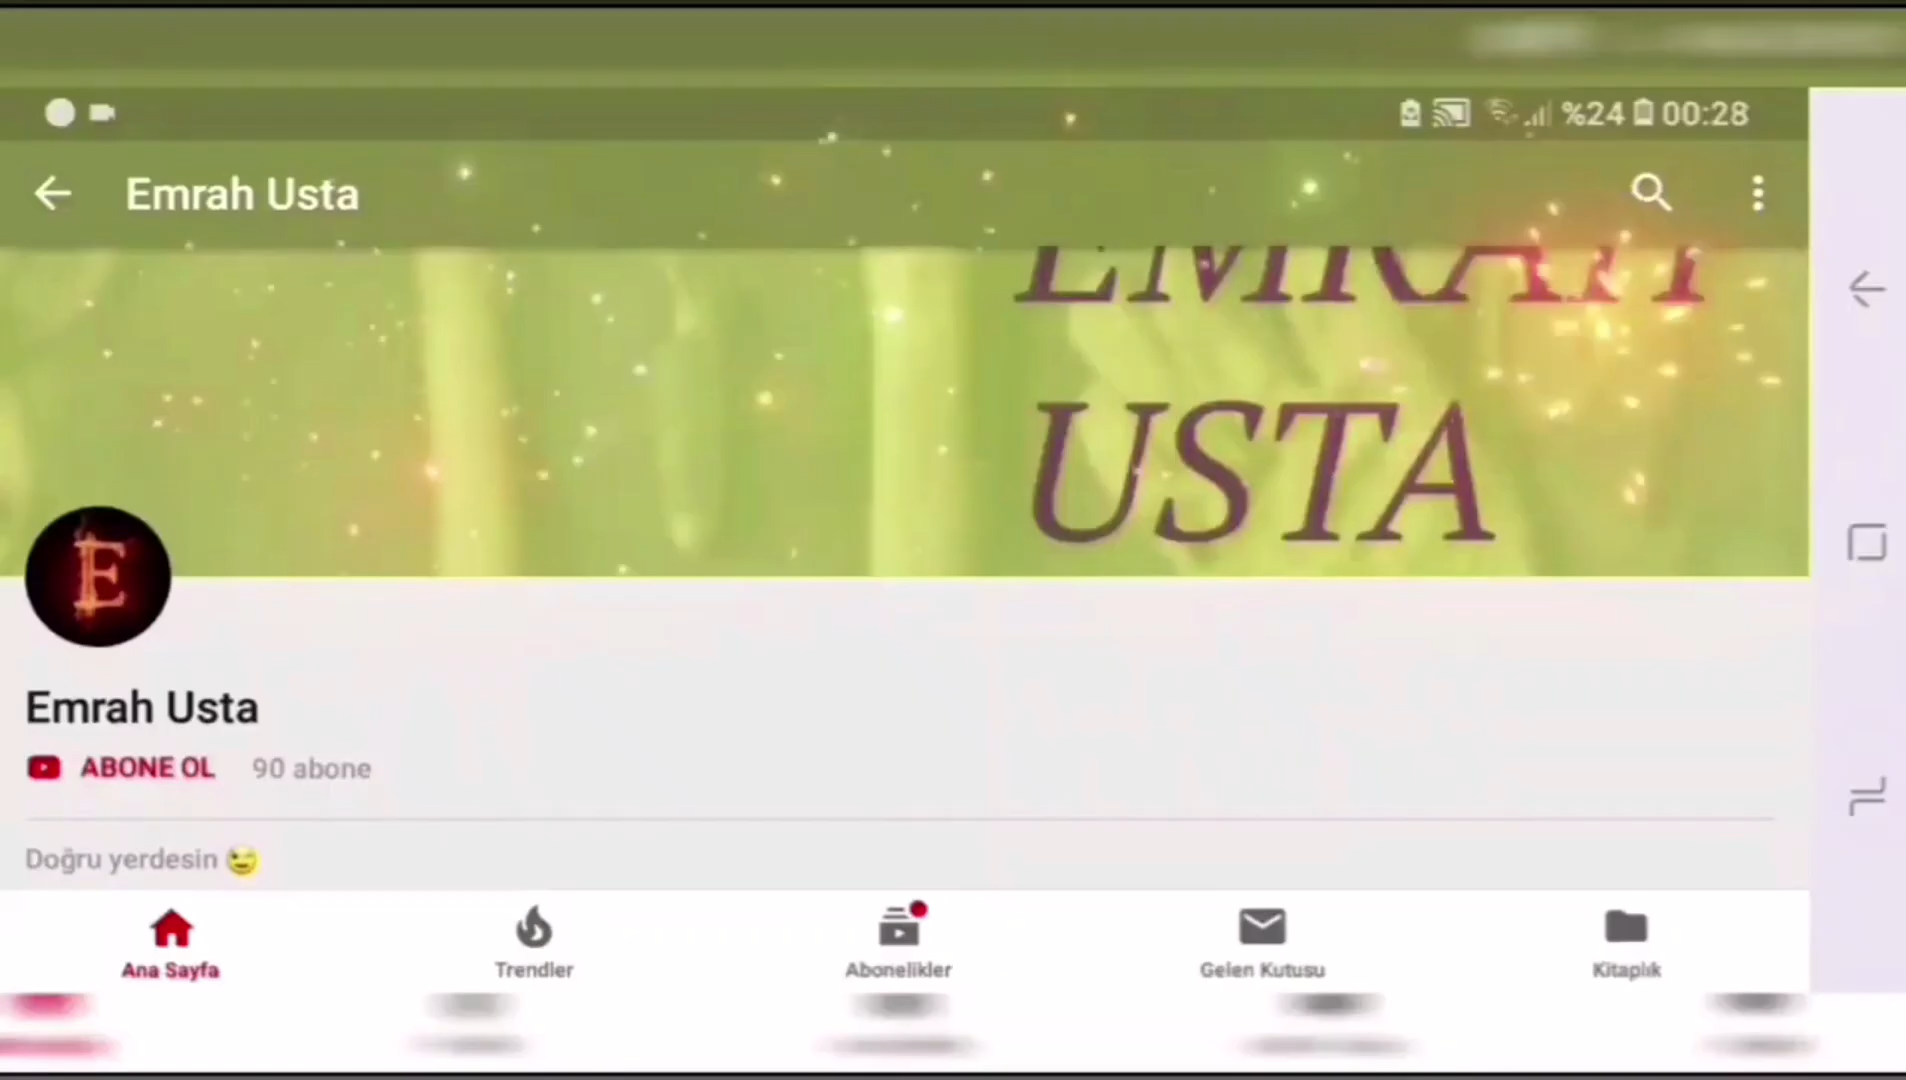 %24 00:28
Emrah Usta
EMRAH
USTA
E
Emrah Usta
ABONE OL 90 abone
Doğru yerdesin 😉
Ana Sayfa Trendler Abonelikler Gelen Kutusu Kitaplık